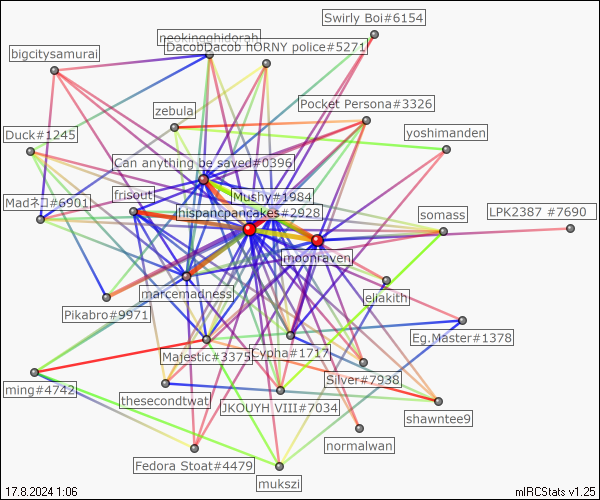 Swirly Boi#6154
neokingghidorah
DacobDacob hORNY police#5271
bigcitysamurai
Pocket Persona#3326
zebula
Duck#1245
yoshimanden
Can anything be saved#0396
frisout
Mushy#1984
Madネロ#6901
hispancpancakes#2928
somass
LPK2387 #7690
moonraven
marcemadness
eliakith
Pikabro#9971
Eg.Master#1378
Majestic#3375
Cypha#1717
Silver#7938
ming#4742
thesecondtwat
JKOUYH VIII#7034
shawntee9
normalwan
Fedora Stoat#4479
mukszi
17.8.2024 1:06
mIRCStats v1.25